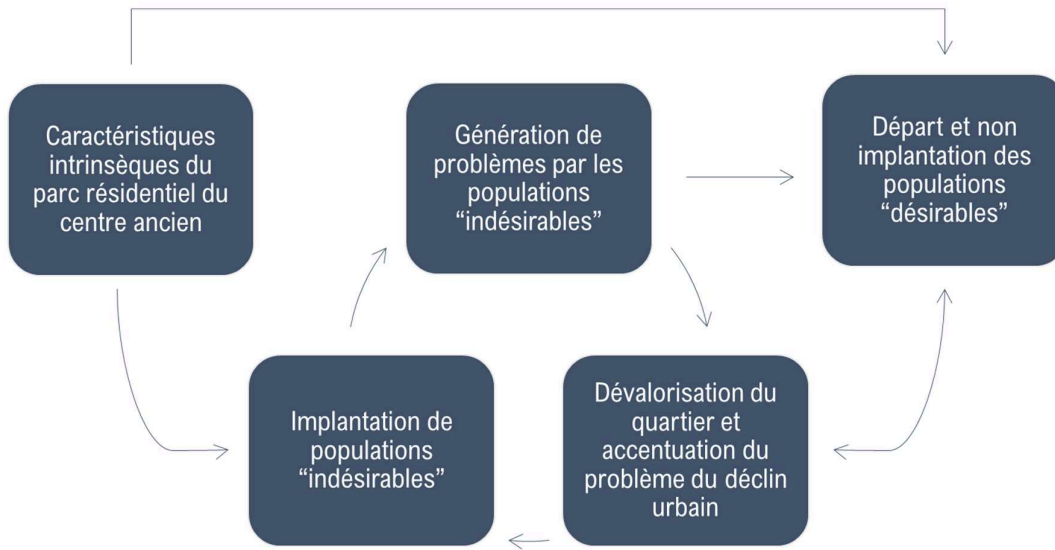 Caractéristiques
intrinsèques du
parc résidentiel du
centre ancien
Génération de
problèmes par les
populations
“indésirables”
Départ et non
implantation des
populations
“désirables”
Implantation de
populations
“indésirables”
Dévalorisation du
quartier et
accentuation du
problème du déclin
urbain